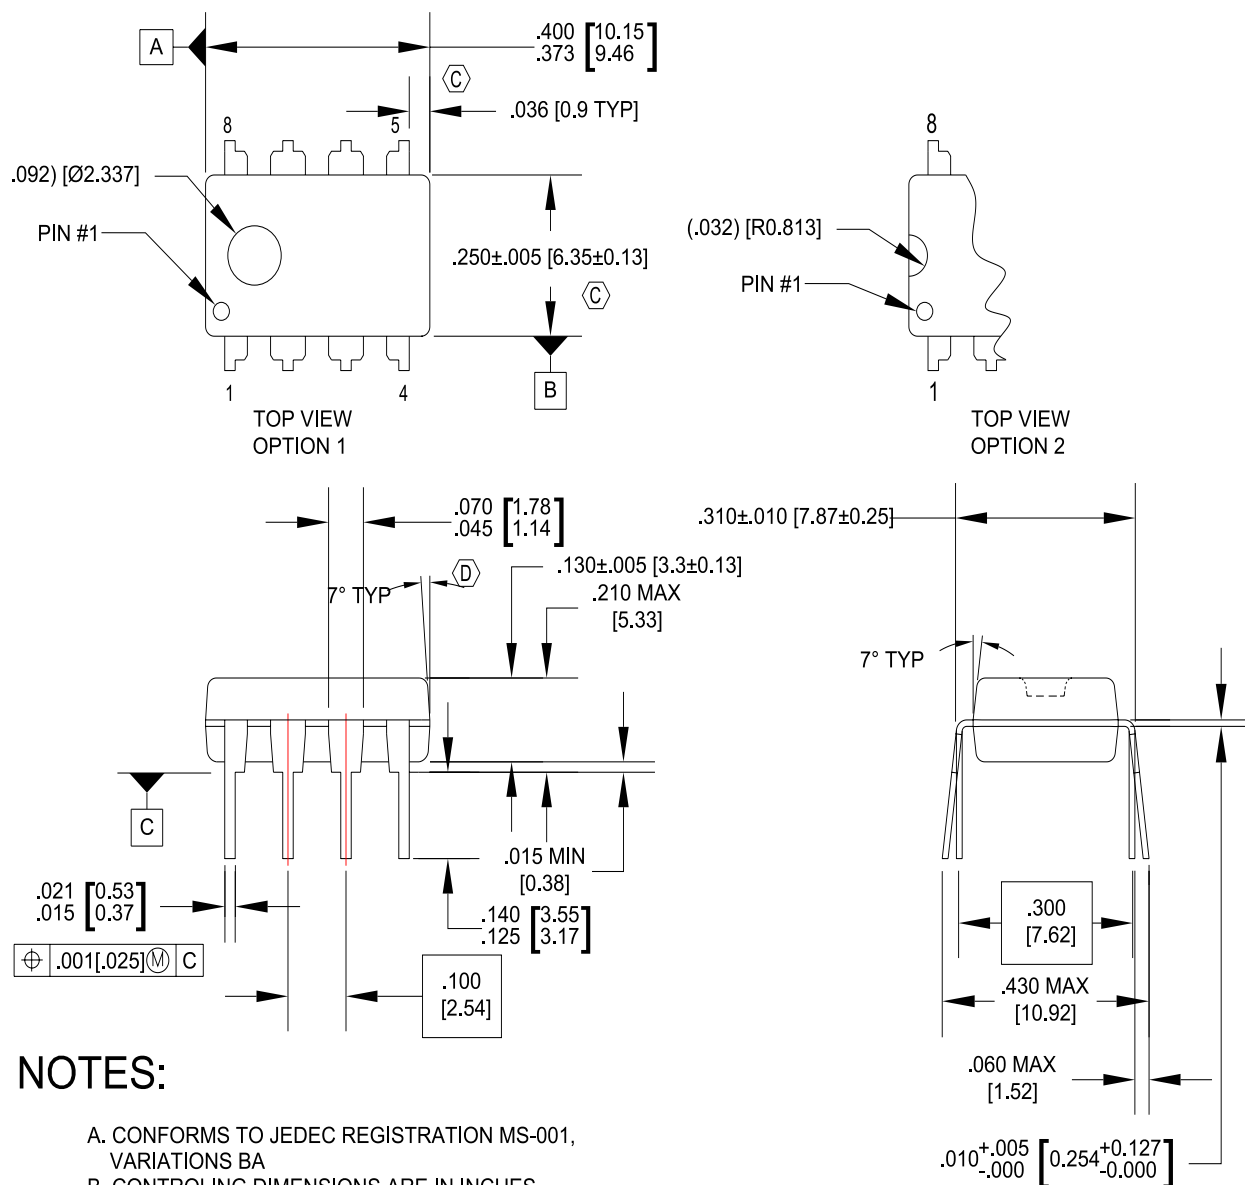 A
.400 [10.15]
.373 [9.46]
C
.036 [0.9 TYP]
8 5
.092) [Ø2.337]
PIN #1
.250±.005 [6.35±0.13]
C
1 4
B
TOP VIEW
OPTION 1
8
(.032) [R0.813]
PIN #1
1
TOP VIEW
OPTION 2
.070 [1.78]
.045 [1.14]
7° TYP
D
.130±.005 [3.3±0.13]
.210 MAX
[5.33]
C
.015 MIN
[0.38]
.021 [0.53]
.015 [0.37]
⌖ .001[.025]Ⓜ C
.140 [3.55]
.125 [3.17]
.100
[2.54]
.310±.010 [7.87±0.25]
7° TYP
.300
[7.62]
.430 MAX
[10.92]
.060 MAX
[1.52]
.010+.005 -.000 [0.254+0.127 -0.000]
NOTES:
A. CONFORMS TO JEDEC REGISTRATION MS-001,
VARIATIONS BA
B. CONTROLING DIMENSIONS ARE IN INCHES